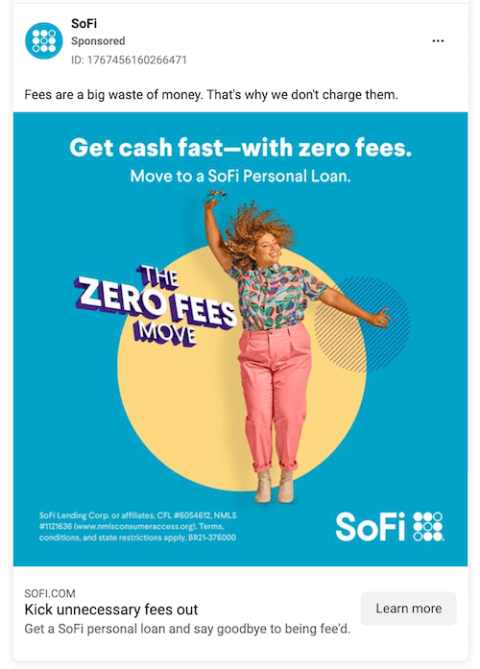 SoFi
Sponsored
ID: 1767456160266471
Fees are a big waste of money. That's why we don't charge them.
Get cash fast—with zero fees.
Move to a SoFi Personal Loan.
THE
ZERO FEES
MOVE
SoFi Lending Corp. or affiliates, CFL #6054612, NMLS
#1121636 (www.nmlsconsumeraccess.org). Terms,
conditions, and state restrictions apply. BR21-376000
SoFi
SOFI.COM
Kick unnecessary fees out
Learn more
Get a SoFi personal loan and say goodbye to being fee'd.